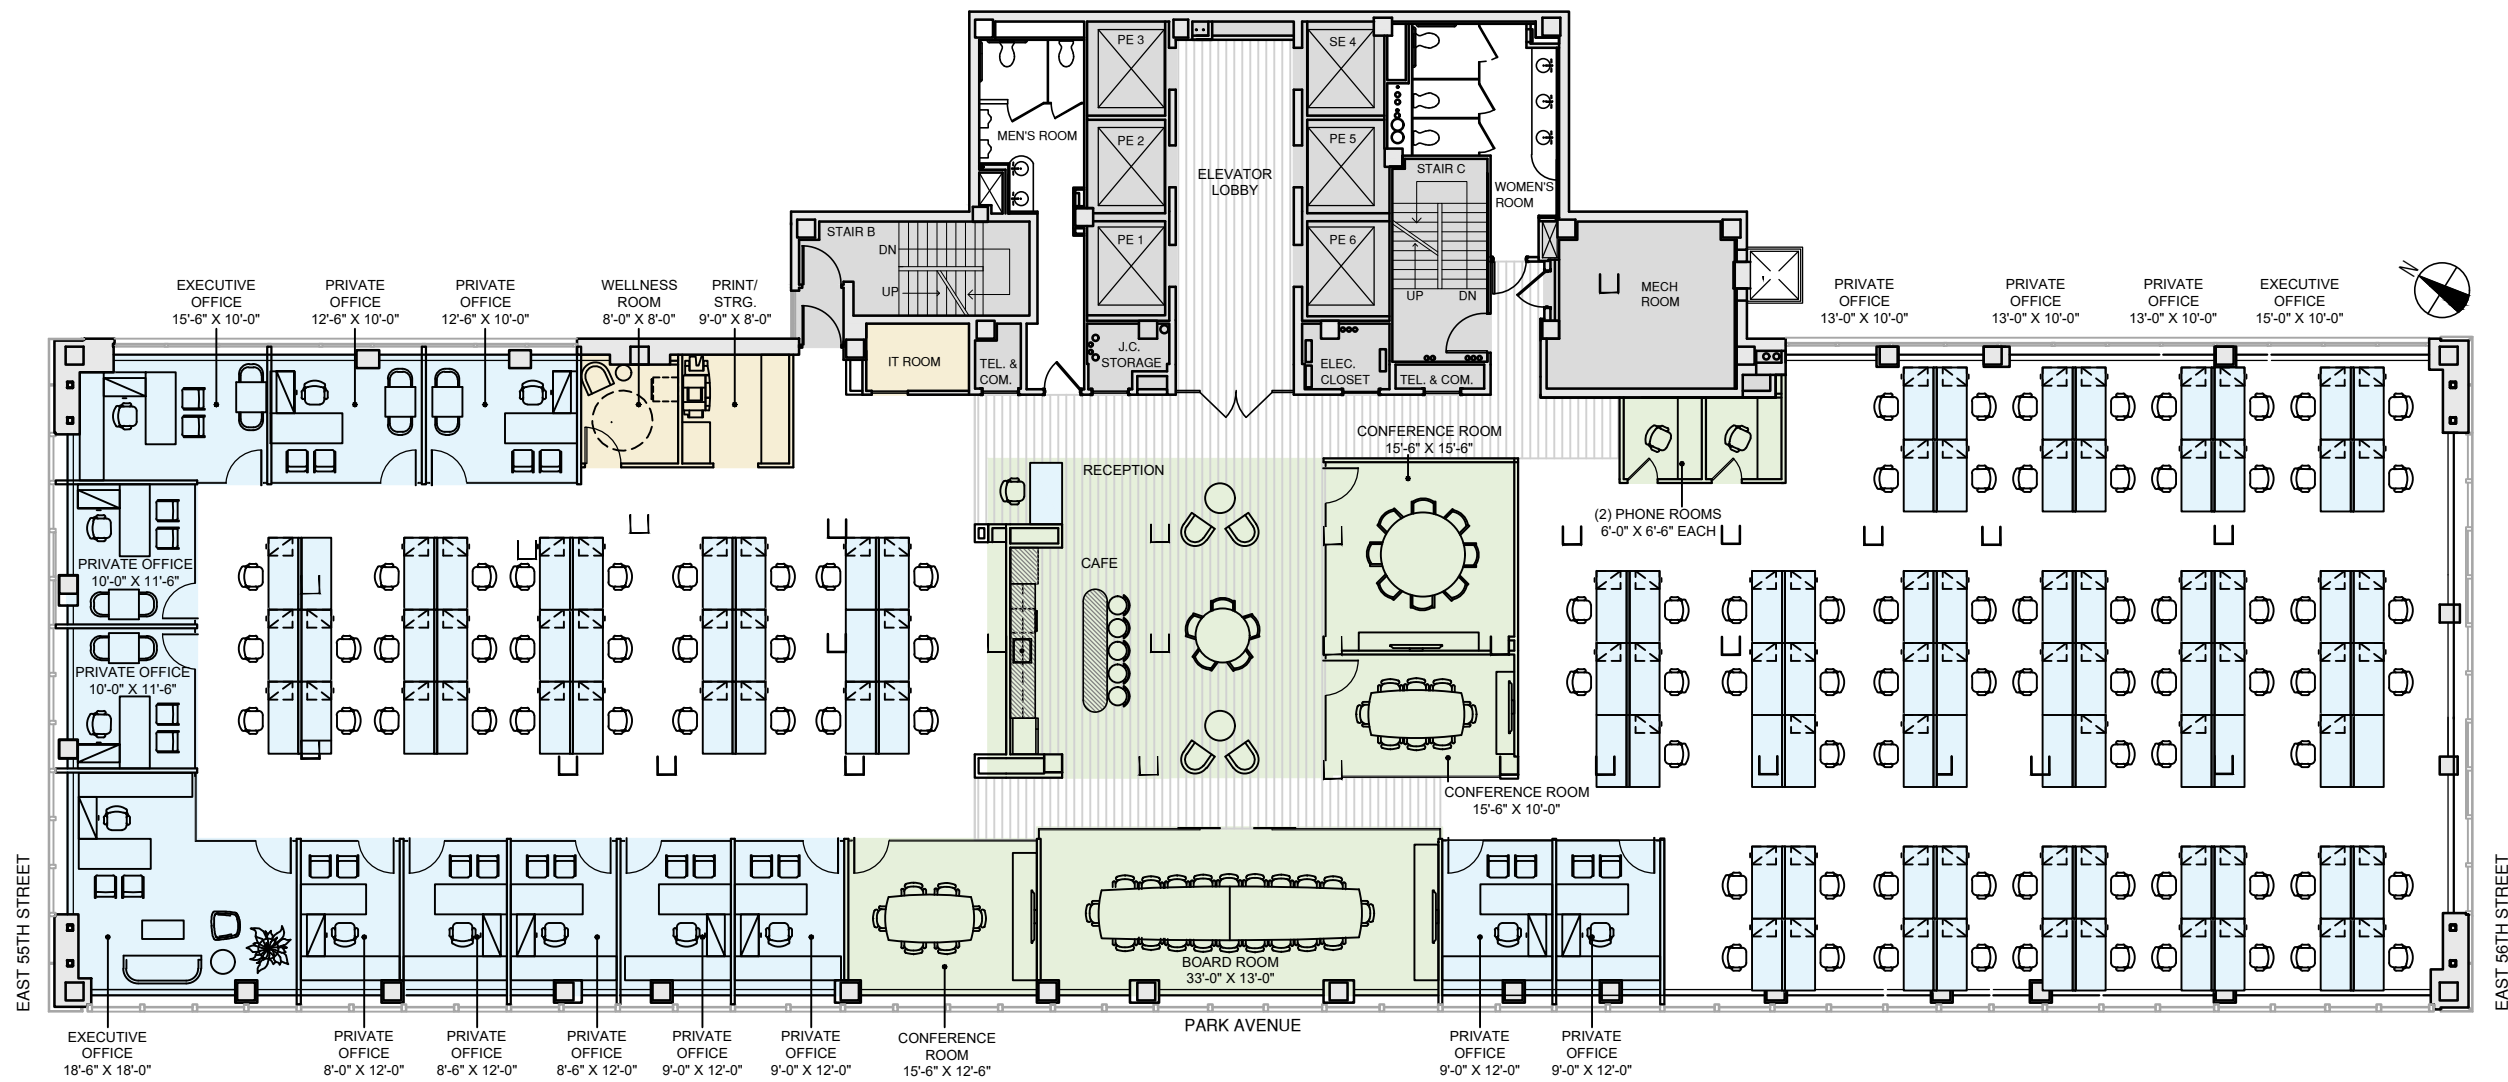 PE 3
SE 4
MEN'S ROOM
PE 2
PE 5
ELEVATOR
LOBBY
STAIR C
WOMEN'S
ROOM
STAIR B
DN
UP
PE 1
PE 6
UP
DN
MECH
ROOM
N
EXECUTIVE
OFFICE
15'-6" X 10'-0"
PRIVATE
OFFICE
12'-6" X 10'-0"
PRIVATE
OFFICE
12'-6" X 10'-0"
WELLNESS
ROOM
8'-0" X 8'-0"
PRINT/
STRG.
9'-0" X 8'-0"
PRIVATE
OFFICE
13'-0" X 10'-0"
PRIVATE
OFFICE
13'-0" X 10'-0"
PRIVATE
OFFICE
13'-0" X 10'-0"
EXECUTIVE
OFFICE
15'-0" X 10'-0"
IT ROOM
TEL. &
COM.
J.C.
STORAGE
ELEC.
CLOSET
TEL. & COM.
CONFERENCE ROOM
15'-6" X 15'-6"
RECEPTION
(2) PHONE ROOMS
6'-0" X 6'-6" EACH
CAFE
PRIVATE OFFICE
10'-0" X 11'-6"
PRIVATE OFFICE
10'-0" X 11'-6"
CONFERENCE ROOM
15'-6" X 10'-0"
EAST 55TH STREET
EAST 56TH STREET
BOARD ROOM
33'-0" X 13'-0"
PARK AVENUE
EXECUTIVE
OFFICE
18'-6" X 18'-0"
PRIVATE
OFFICE
8'-0" X 12'-0"
PRIVATE
OFFICE
8'-6" X 12'-0"
PRIVATE
OFFICE
8'-6" X 12'-0"
PRIVATE
OFFICE
9'-0" X 12'-0"
PRIVATE
OFFICE
9'-0" X 12'-0"
CONFERENCE
ROOM
15'-6" X 12'-6"
PRIVATE
OFFICE
9'-0" X 12'-0"
PRIVATE
OFFICE
9'-0" X 12'-0"